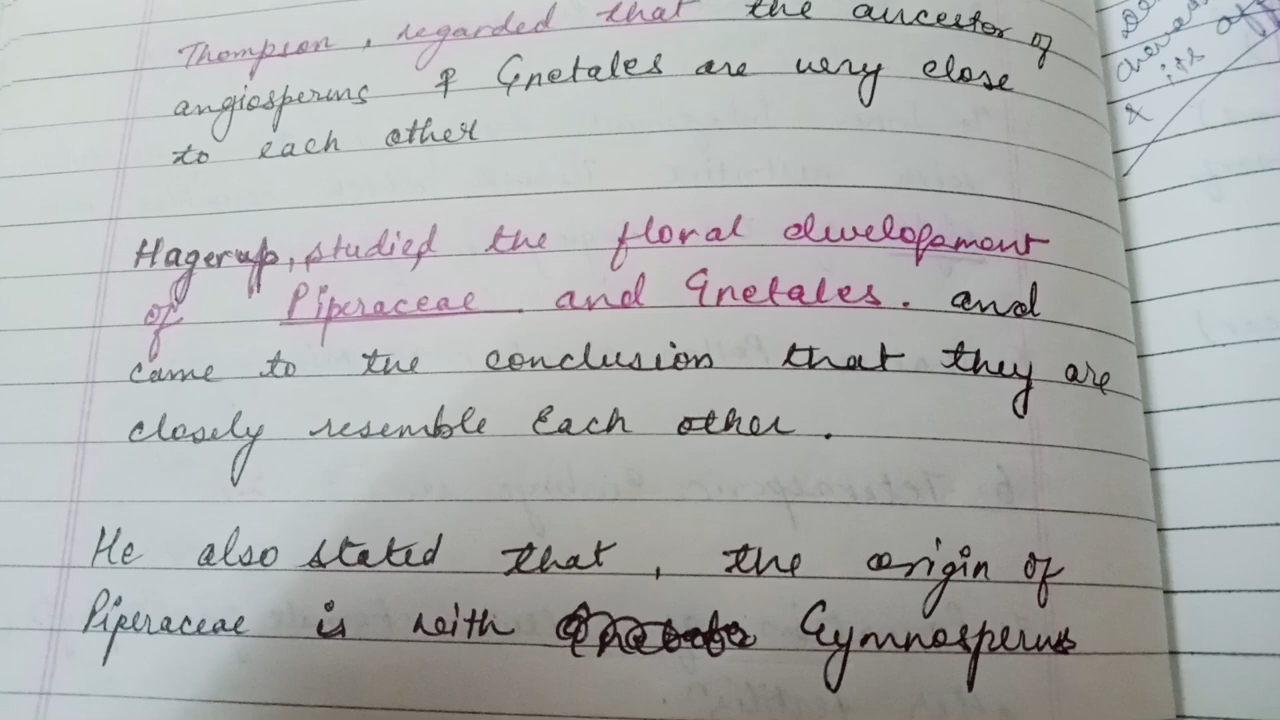 Thompson, regarded that the ancestor of
angiosperms & Gnetales are very close
to each other
Hagerup, studied the floral development
of Piperaceae and Gnetales. and
came to the conclusion that they are
closely resemble Each other.
He also stated that, the origin of
Piperaceae is with Gymnosperms